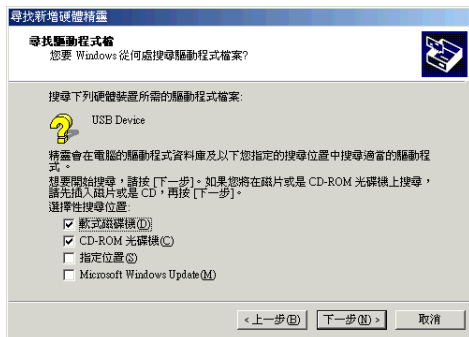 尋找新增硬體精靈
尋找驅動程式檔
您要 Windows 從何處搜尋驅動程式檔案?
搜尋下列硬體裝置所需的驅動程式檔案:
USB Device
精靈會在電腦的驅動程式資料庫及以下您指定的搜尋位置中搜尋適當的驅動程
式。
想要開始搜尋，請按 [下一步]。如果您將在磁片或是 CD-ROM 光碟機上搜尋，
請先插入磁片或是 CD，再按 [下一步]。
選擇性搜尋位置:
軟式磁碟機(D)
CD-ROM 光碟機(C)
指定位置(S)
Microsoft Windows Update(M)
<上一步(B) 下一步(N)> 取消